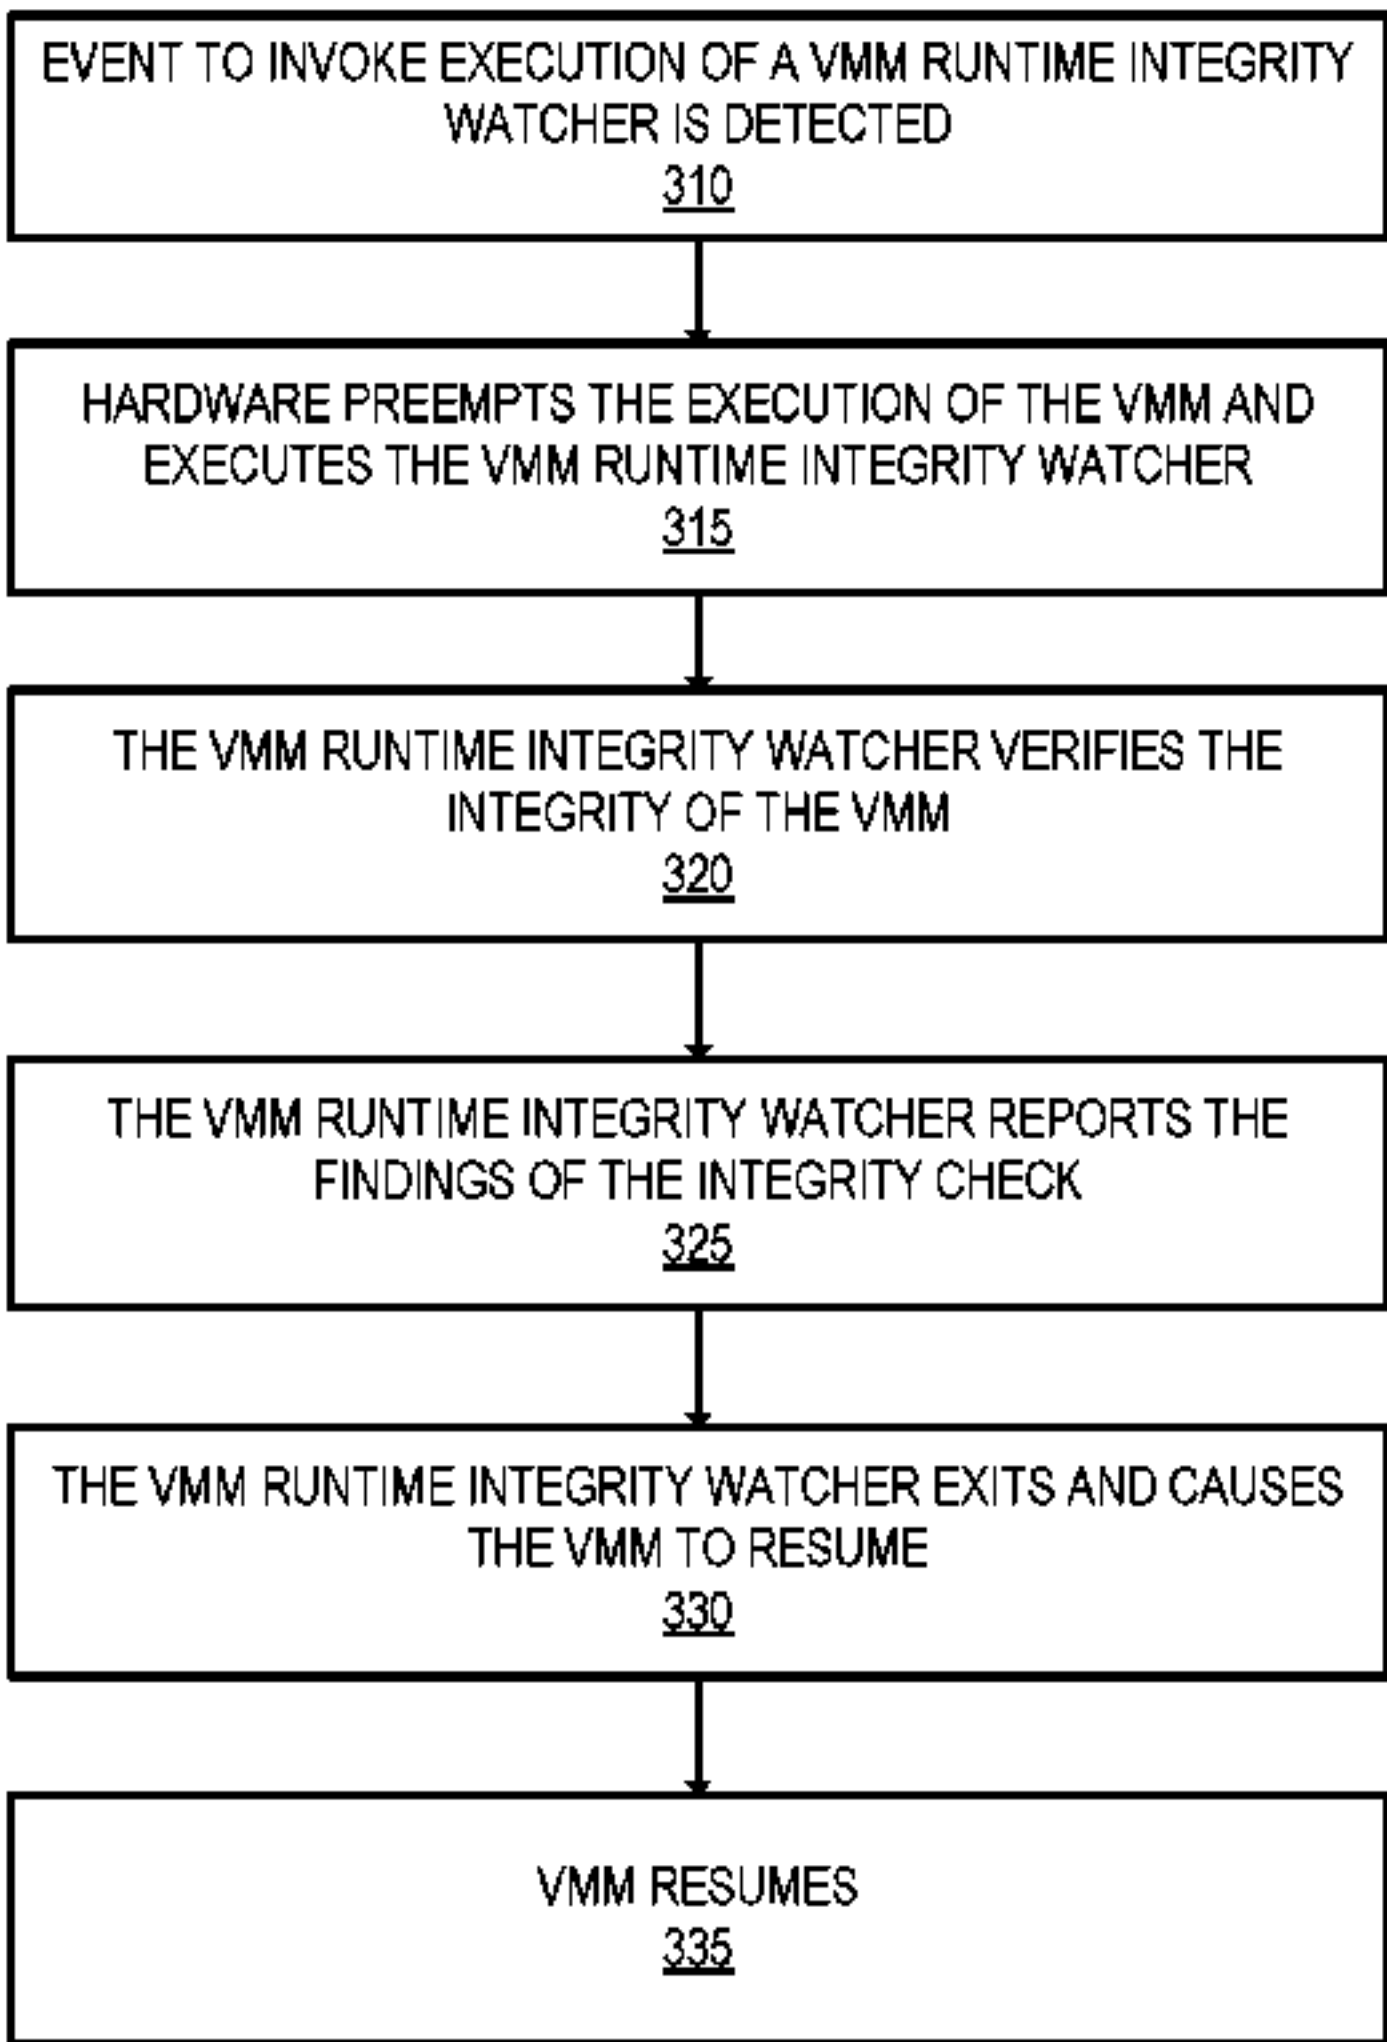 EVENT TO INVOKE EXECUTION OF A VMM RUNTIME INTEGRITY
WATCHER IS DETECTED
310
HARDWARE PREEMPTS THE EXECUTION OF THE VMM AND
EXECUTES THE VMM RUNTIME INTEGRITY WATCHER
315
THE VMM RUNTIME INTEGRITY WATCHER VERIFIES THE
INTEGRITY OF THE VMM
320
THE VMM RUNTIME INTEGRITY WATCHER REPORTS THE
FINDINGS OF THE INTEGRITY CHECK
325
THE VMM RUNTIME INTEGRITY WATCHER EXITS AND CAUSES
THE VMM TO RESUME
330
VMM RESUMES
335